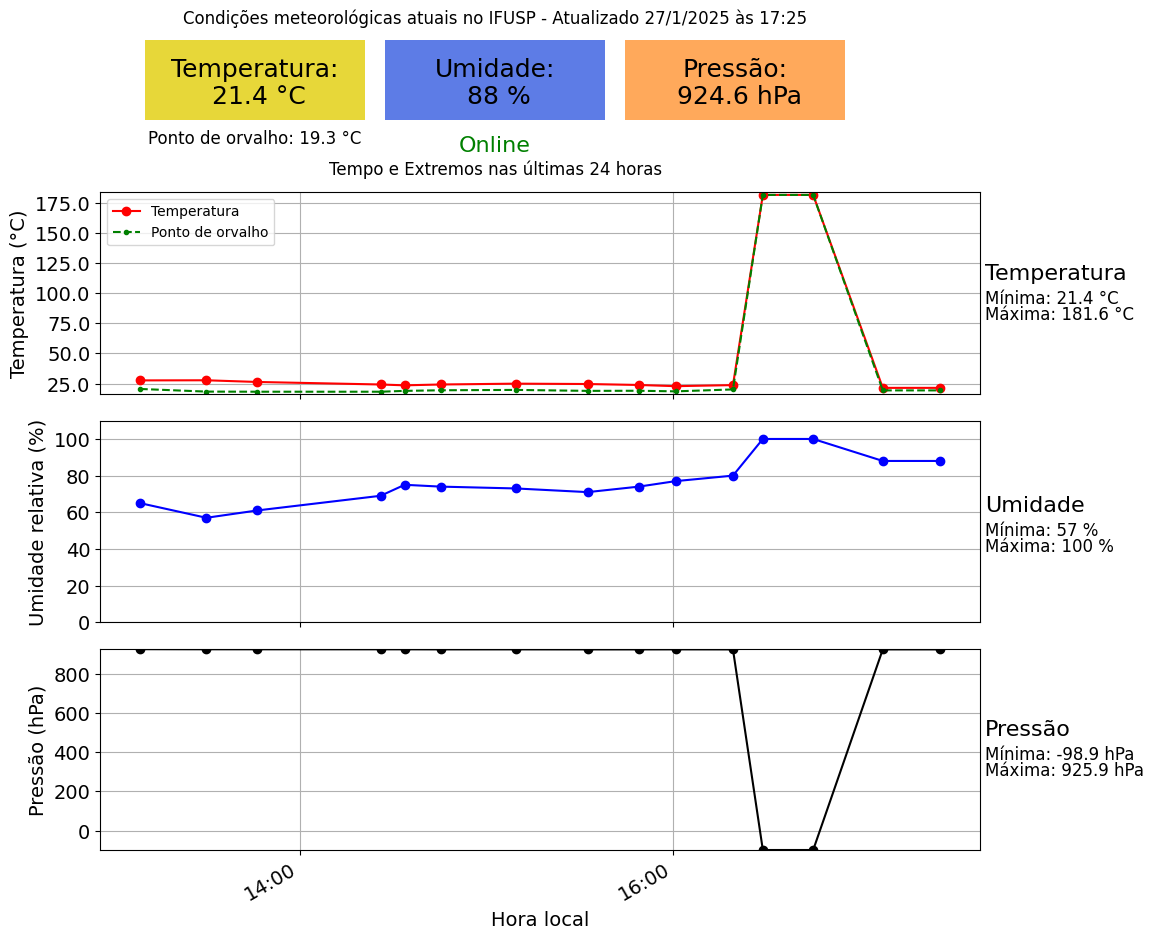 Condições meteorológicas atuais no IFUSP - Atualizado 27/1/2025 às 17:25
Temperatura:
21.4 °C
Umidade:
88 %
Pressão:
924.6 hPa
Ponto de orvalho: 19.3 °C
Online
Tempo e Extremos nas últimas 24 horas
Temperatura (°C)
175.0
150.0
125.0
100.0
75.0
50.0
25.0
Temperatura
Ponto de orvalho
Temperatura
Mínima: 21.4 °C
Máxima: 181.6 °C
Umidade relativa (%)
100
80
60
40
20
0
Umidade
Mínima: 57 %
Máxima: 100 %
Pressão (hPa)
800
600
400
200
0
Pressão
Mínima: -98.9 hPa
Máxima: 925.9 hPa
14:00
16:00
Hora local